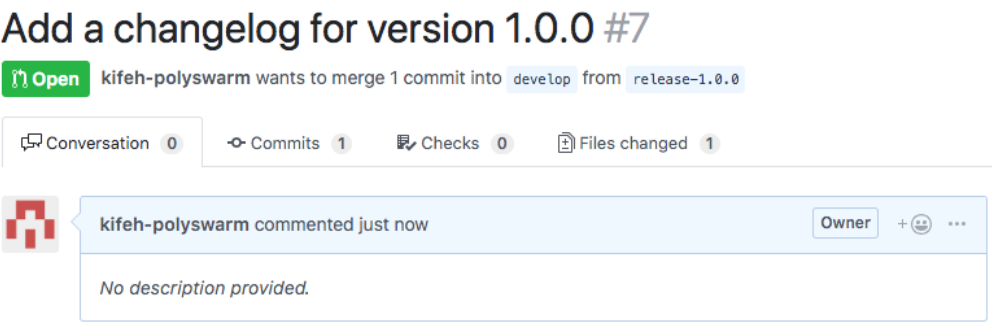 Add a changelog for version 1.0.0 #7
Open kifeh-polyswarm wants to merge 1 commit into develop from release-1.0.0
Conversation 0 Commits 1 Checks 0 Files changed 1
kifeh-polyswarm commented just now Owner
No description provided.